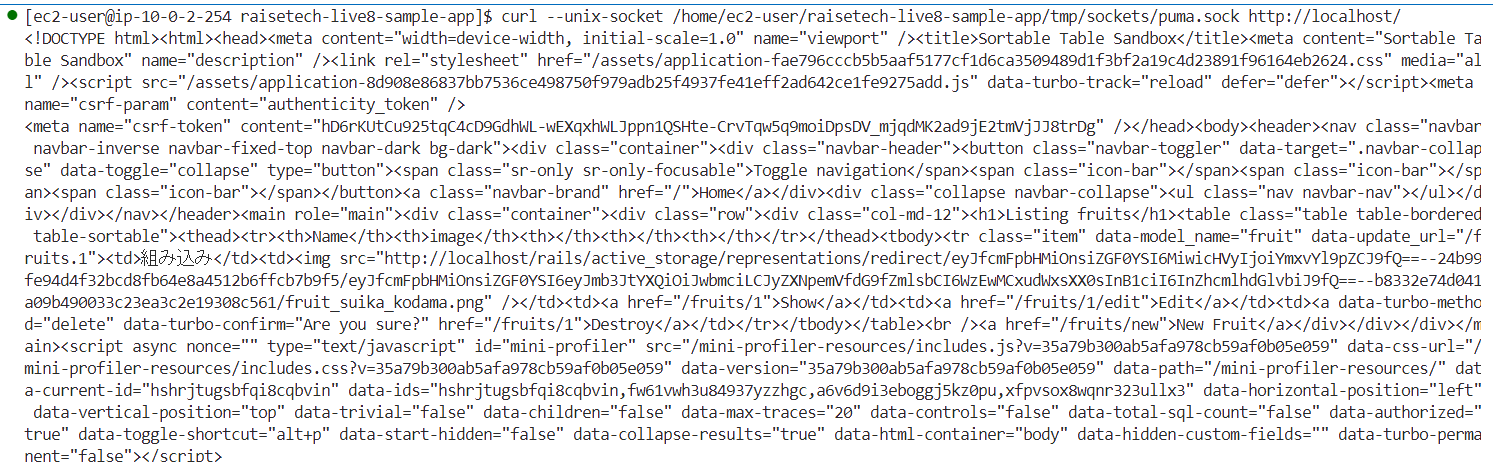 [ec2-user@ip-10-0-2-254 raisetech-live8-sample-app]$ curl --unix-socket /home/ec2-user/raisetech-live8-sample-app/tmp/sockets/puma.sock http://localhost/
<!DOCTYPE html><html><head><meta content="width=device-width, initial-scale=1.0" name="viewport" /><title>Sortable Table Sandbox</title><meta content="Sortable Ta
ble Sandbox" name="description" /><link rel="stylesheet" href="/assets/application-fae796cccb5b5aaf5177cf1d6ca3509489d1f3bf2a19c4d23891f96164eb2624.css" media="al
l" /><script src="/assets/application-8d908e86837bb7536ce498750f979adb25f4937fe41eff2ad642ce1fe9275add.js" data-turbo-track="reload" defer="defer"></script><meta
name="csrf-param" content="authenticity_token" />
<meta name="csrf-token" content="hD6rKUtCu925tqC4cD9GdhWL-wEXqxhWLJppn1QSHte-CrvTqw5q9moiDpsDV_mjqdMK2ad9jE2tmVjJJ8trDg" /></head><body><header><nav class="navbar
navbar-inverse navbar-fixed-top navbar-dark bg-dark"><div class="container"><div class="navbar-header"><button class="navbar-toggler" data-target=".navbar-collap
se" data-toggle="collapse" type="button"><span class="sr-only sr-only-focusable">Toggle navigation</span><span class="icon-bar"></span><span class="icon-bar"></sp
an><span class="icon-bar"></span></button><a class="navbar-brand" href="/">Home</a></div><div class="collapse navbar-collapse"><ul class="nav navbar-nav"></ul></d
iv></div></nav></header><main role="main"><div class="container"><div class="row"><div class="col-md-12"><h1>Listing fruits</h1><table class="table table-bordered
table-sortable"><thead><tr><th>Name</th><th>image</th><th></th><th></th><th></th></tr></thead><tbody><tr class="item" data-model_name="fruit" data-update_url="/f
ruits.1"><td>組み込み</td><td><img src="http://localhost/rails/active_storage/representations/redirect/eyJfcmFpbHMiOnsiZGF0YSI6MiwicHVyIjoiYmxvYl9pZCJ9fQ==--24b99
fe94d4f32bcd8fb64e8a4512b6ffcb7b9f5/eyJfcmFpbHMiOnsiZGF0YSI6eyJmb3JtYXQiOiJwbmciLCJyZXNpemVfdG9fZmlsbCI6WzEwMCxudWxsXX0sInB1ciI6InZhcmlhdGlvbiJ9fQ==--b8332e74d041
a09b490033c23ea3c2e19308c561/fruit_suika_kodama.png" /></td><td><a href="/fruits/1">Show</a></td><td><a href="/fruits/1/edit">Edit</a></td><td><a data-turbo-metho
d="delete" data-turbo-confirm="Are you sure?" href="/fruits/1">Destroy</a></td></tr></tbody></table><br /><a href="/fruits/new">New Fruit</a></div></div></div></m
ain><script async nonce="" type="text/javascript" id="mini-profiler" src="/mini-profiler-resources/includes.js?v=35a79b300ab5afa978cb59af0b05e059" data-css-url="/
mini-profiler-resources/includes.css?v=35a79b300ab5afa978cb59af0b05e059" data-version="35a79b300ab5afa978cb59af0b05e059" data-path="/mini-profiler-resources/" dat
a-current-id="hshrjtugsbfqi8cqbvin" data-ids="hshrjtugsbfqi8cqbvin,fw61vwh3u84937yzzhgc,a6v6d9i3eboggj5kz0pu,xfpvsox8wqnr323ullx3" data-horizontal-position="left"
data-vertical-position="top" data-trivial="false" data-children="false" data-max-traces="20" data-controls="false" data-total-sql-count="false" data-authorized="
true" data-toggle-shortcut="alt+p" data-start-hidden="false" data-collapse-results="true" data-html-container="body" data-hidden-custom-fields="" data-turbo-perma
nent="false"></script>